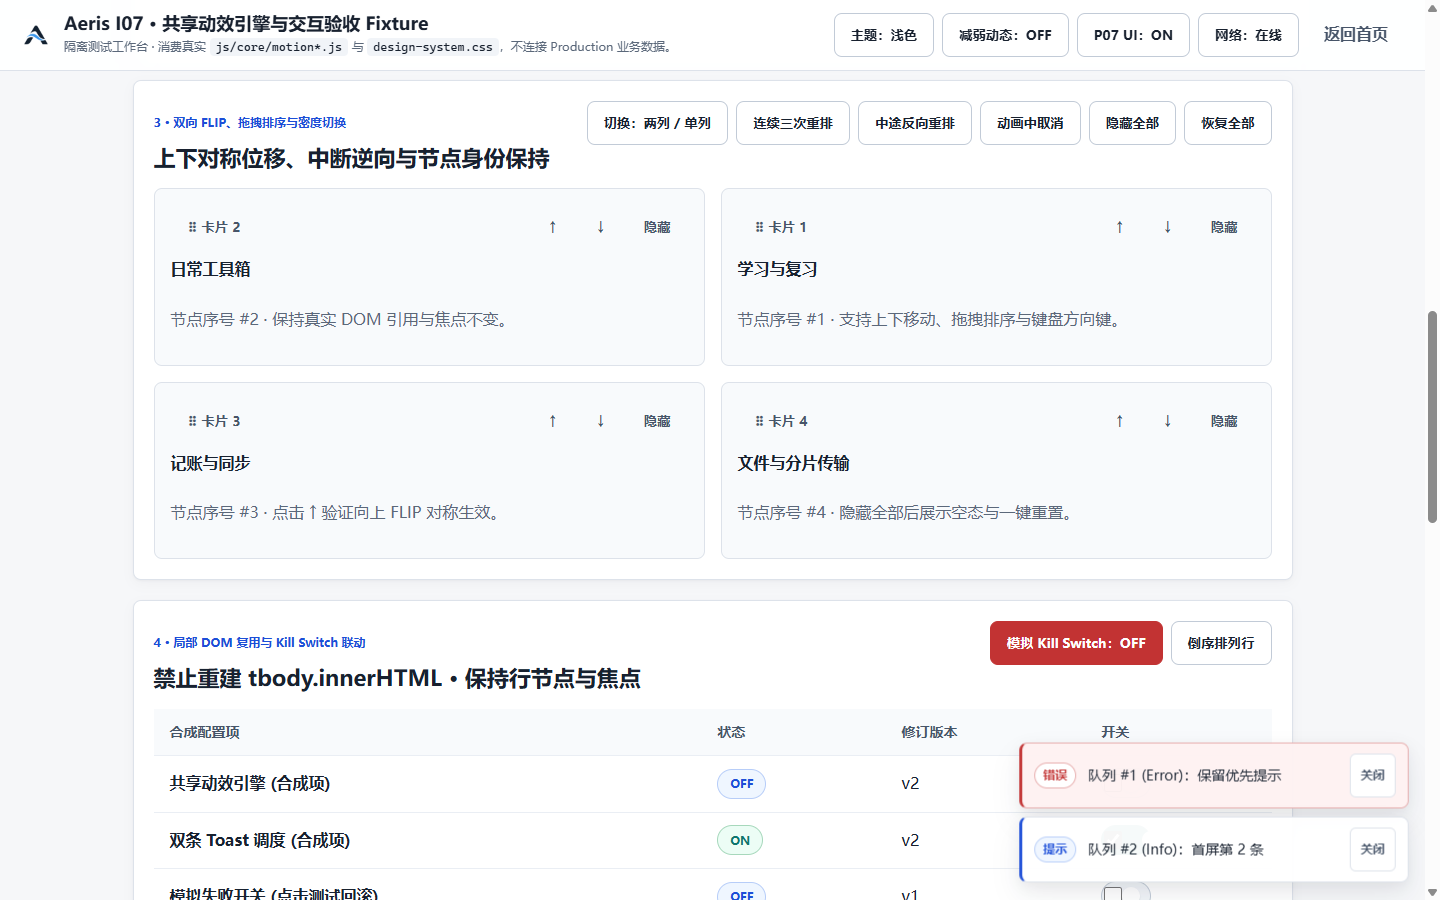 Aeris I07 • 共享动效引擎与交互验收 Fixture
隔离测试工作台 · 消费真实 js/core/motion*.js 与 design-system.css，不连接 Production 业务数据。
主题：浅色
减弱动态：OFF
P07 UI：ON
网络：在线
返回首页
3 • 双向 FLIP、拖拽排序与密度切换
上下对称位移、中断逆向与节点身份保持
切换：两列 / 单列
连续三次重排
中途反向重排
动画中取消
隐藏全部
恢复全部
⠿ 卡片 2 ↑ ↓ 隐藏
日常工具箱
节点序号 #2 · 保持真实 DOM 引用与焦点不变。
⠿ 卡片 1 ↑ ↓ 隐藏
学习与复习
节点序号 #1 · 支持上下移动、拖拽排序与键盘方向键。
⠿ 卡片 3 ↑ ↓ 隐藏
记账与同步
节点序号 #3 · 点击 ↑ 验证向上 FLIP 对称生效。
⠿ 卡片 4 ↑ ↓ 隐藏
文件与分片传输
节点序号 #4 · 隐藏全部后展示空态与一键重置。
4 • 局部 DOM 复用与 Kill Switch 联动
禁止重建 tbody.innerHTML • 保持行节点与焦点
模拟 Kill Switch：OFF
倒序排列行
合成配置项 状态 修订版本 开关
共享动效引擎 (合成项) OFF v2
双条 Toast 调度 (合成项) ON v2
模拟失败开关 (点击测试回滚) OFF v1
错误 队列 #1 (Error)：保留优先提示 关闭
提示 队列 #2 (Info)：首屏第 2 条 关闭